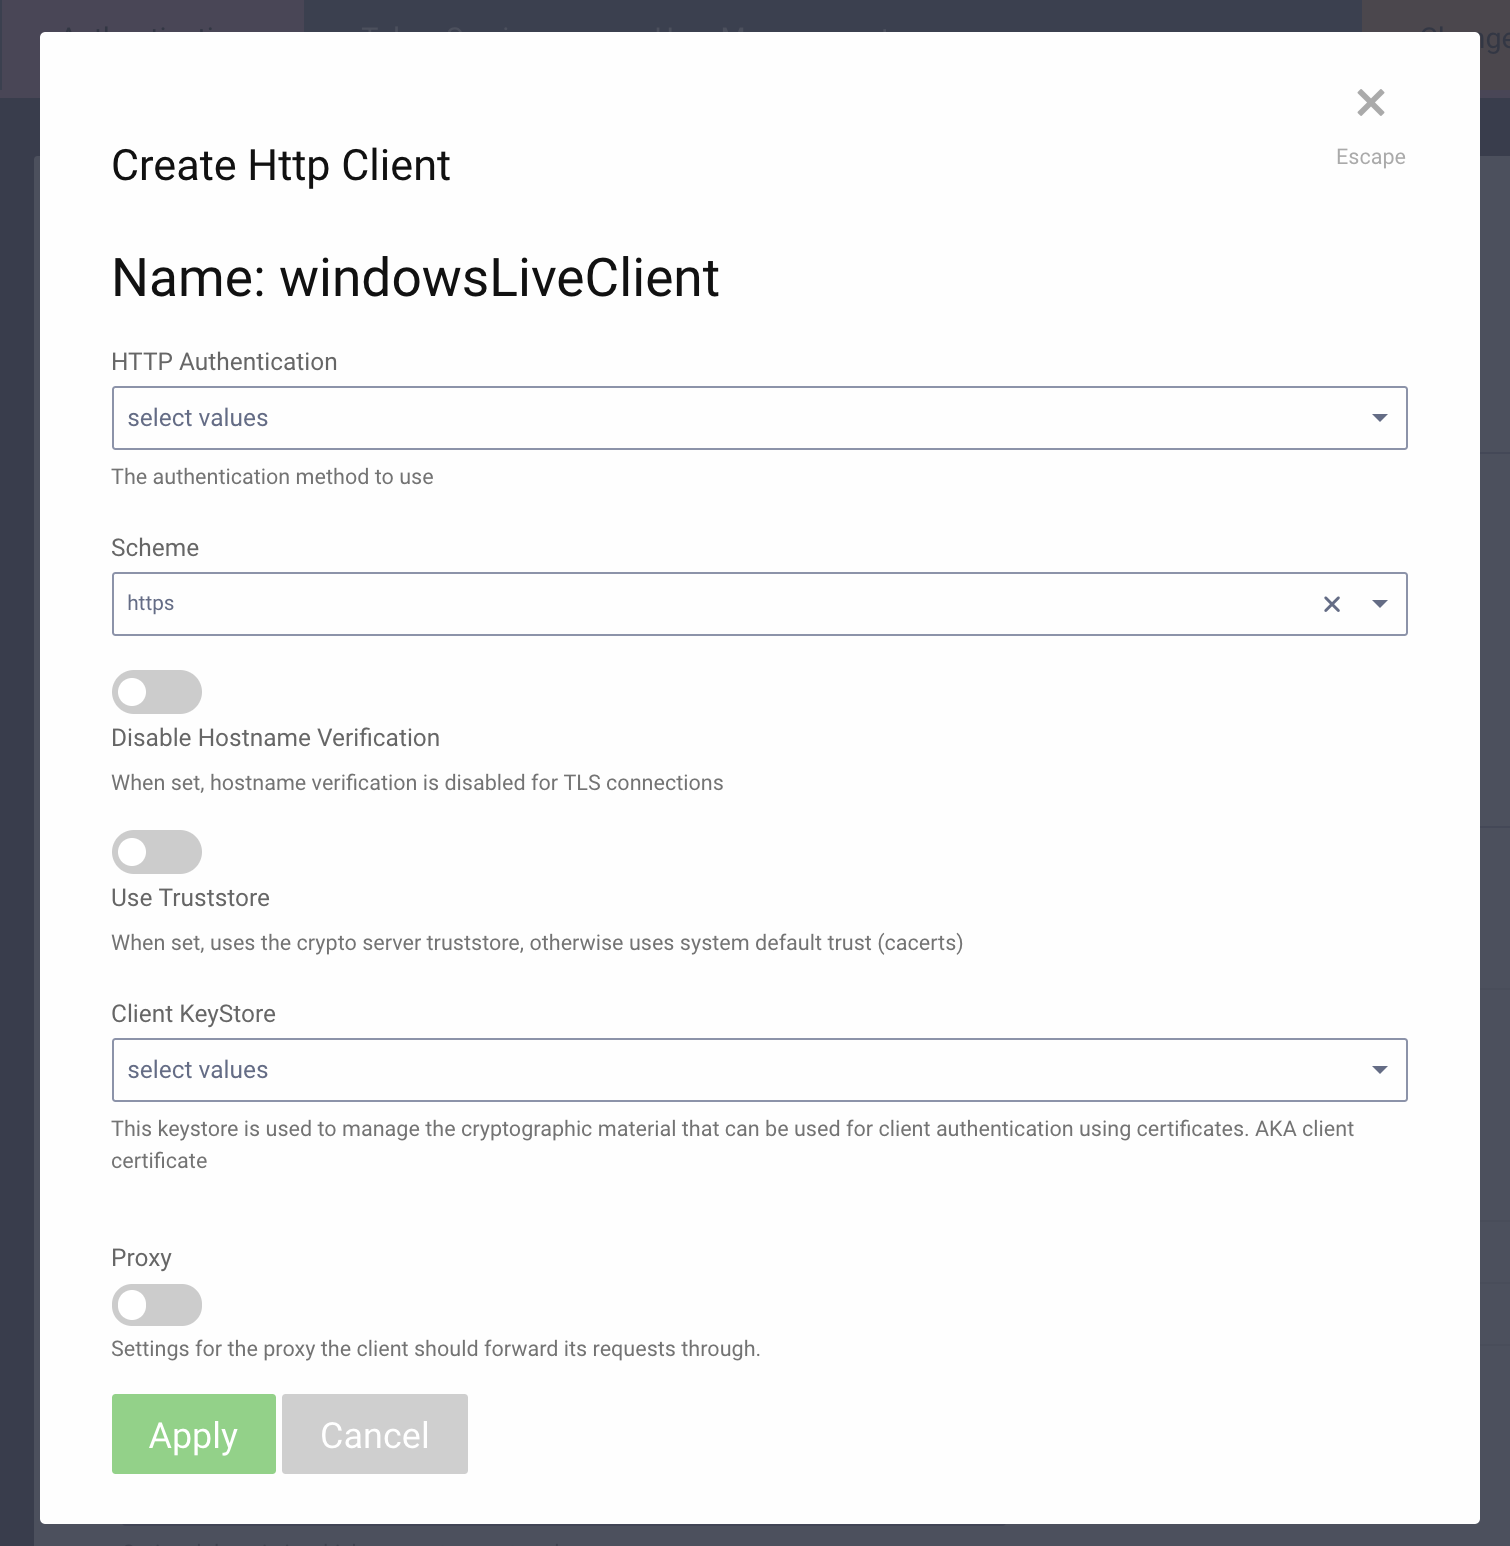 Escape
Create Http Client
Name: windowsLiveClient
HTTP Authentication
select values
The authentication method to use
Scheme
https
Disable Hostname Verification
When set, hostname verification is disabled for TLS connections
Use Truststore
When set, uses the crypto server truststore, otherwise uses system default trust (cacerts)
Client KeyStore
select values
This keystore is used to manage the cryptographic material that can be used for client authentication using certificates. AKA client
certificate
Proxy
Settings for the proxy the client should forward its requests through.
Apply Cancel